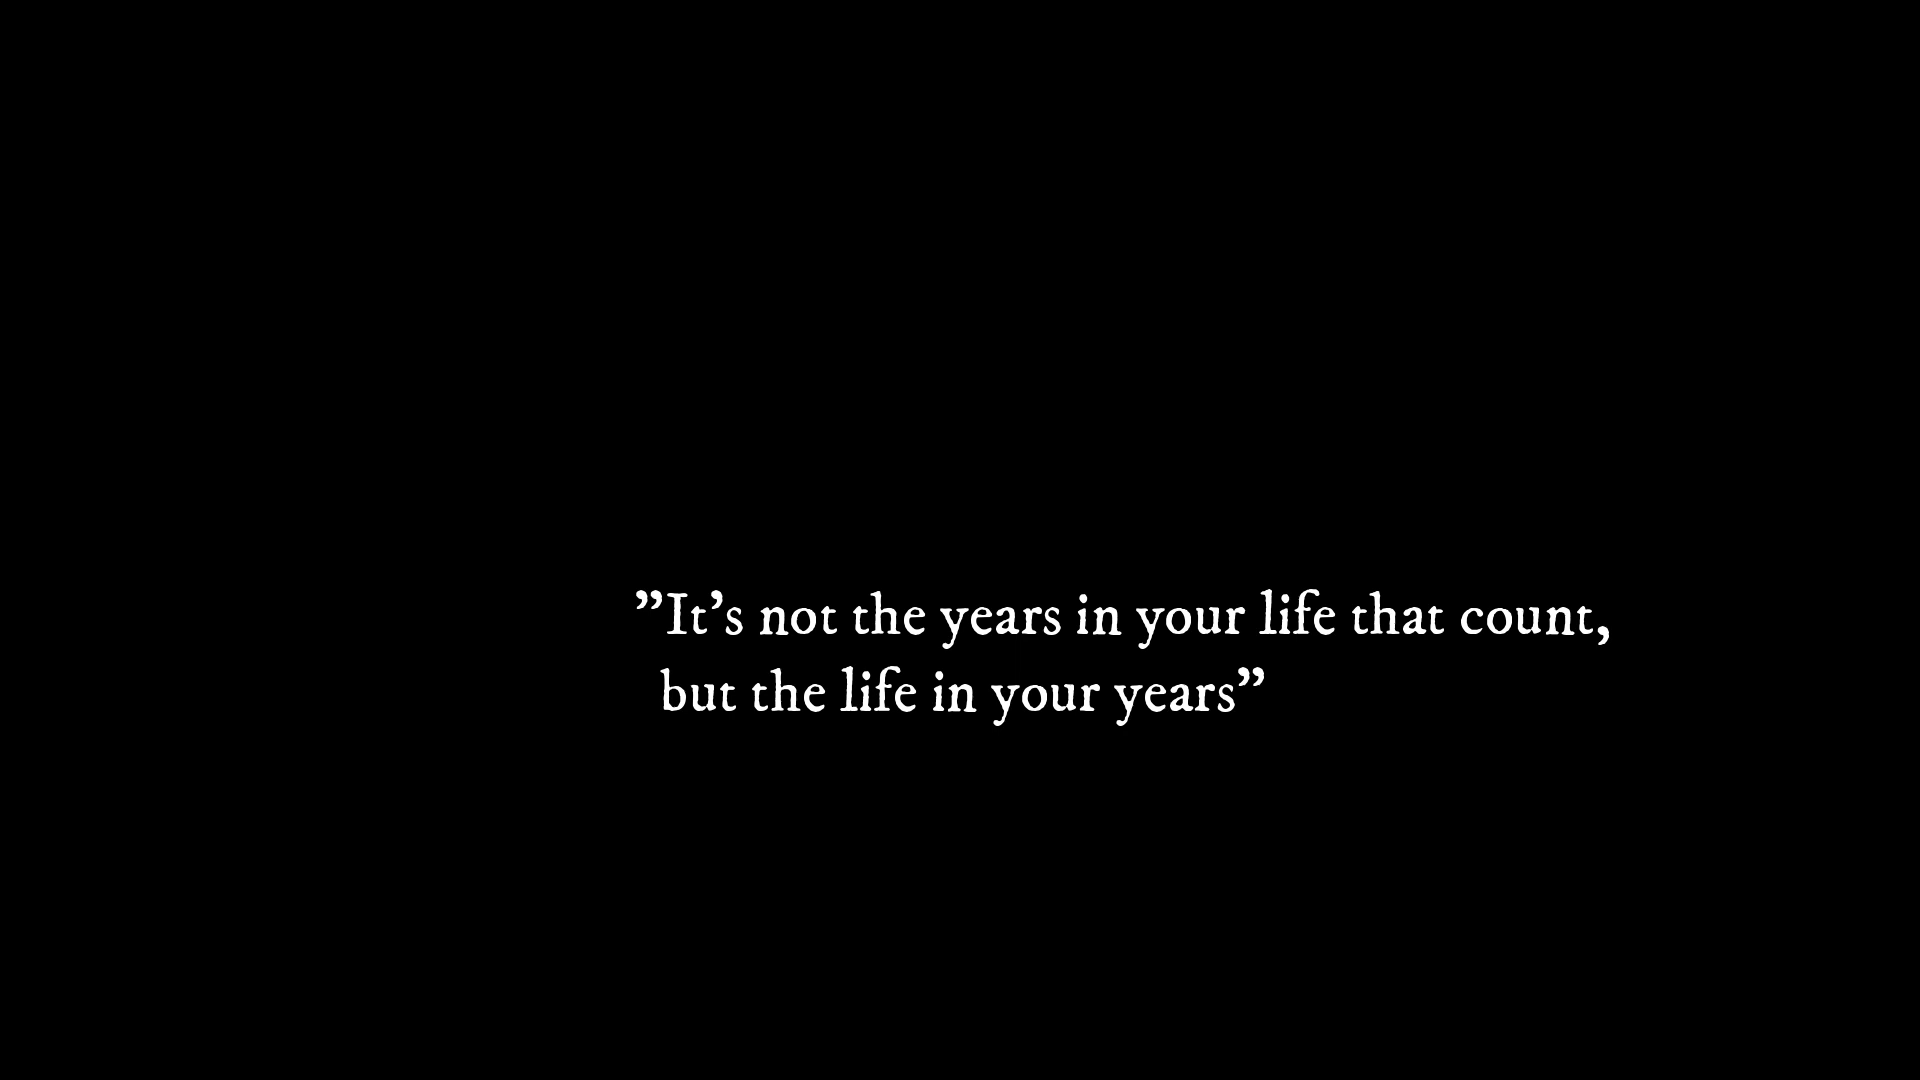 ”It’s not the years in your life that count,
but the life in your years”